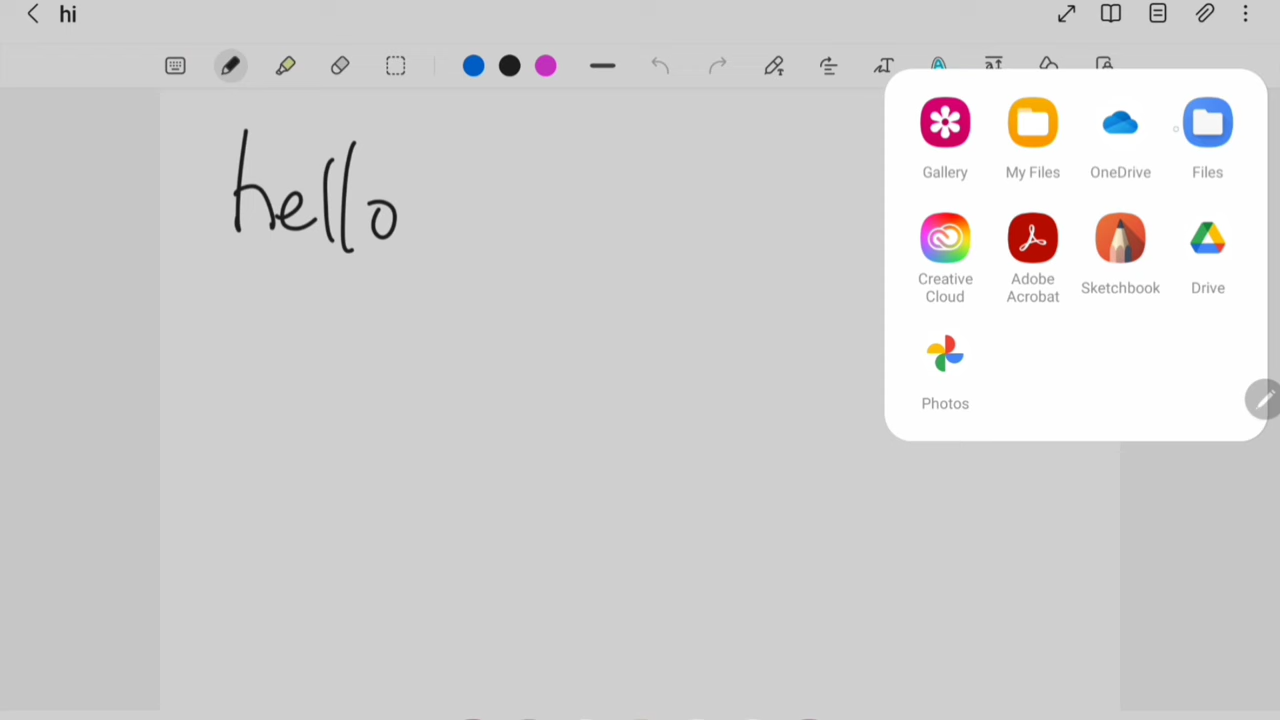 hi
hello
Gallery My Files OneDrive Files
Creative Cloud Adobe Acrobat Sketchbook Drive
Photos